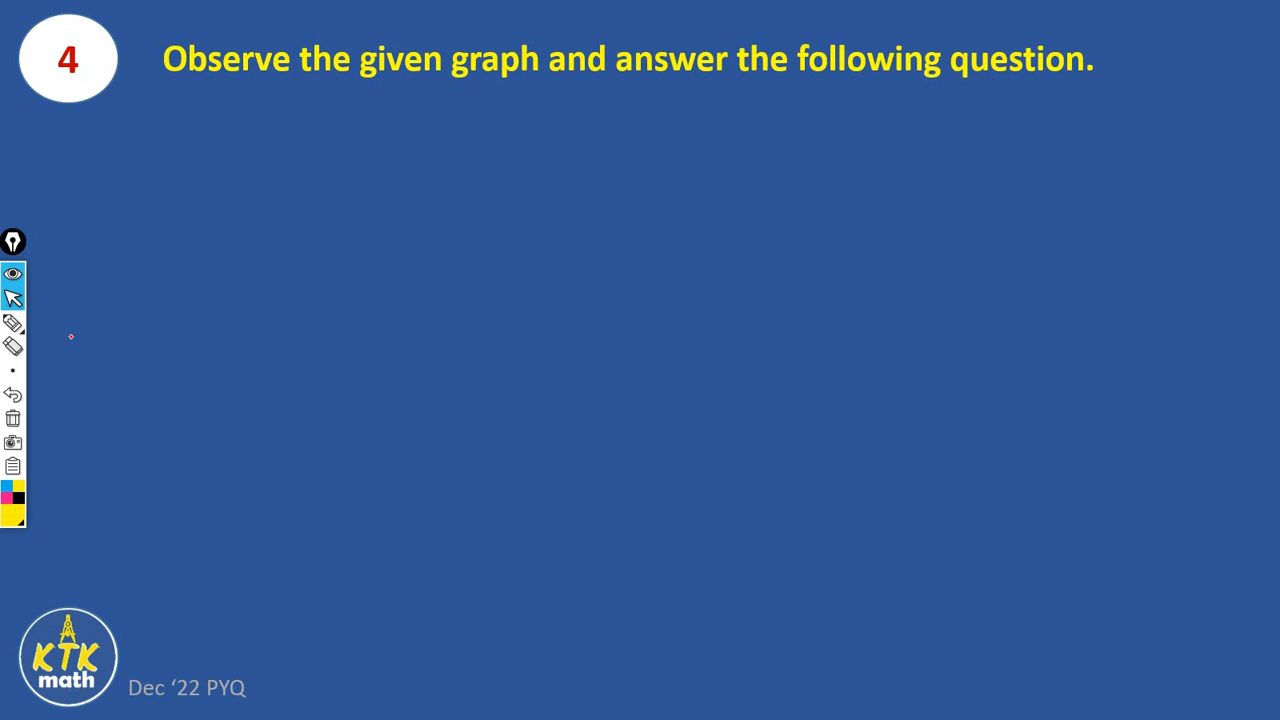 4
Observe the given graph and answer the following question.
KTK
math
Dec ‘22 PYQ